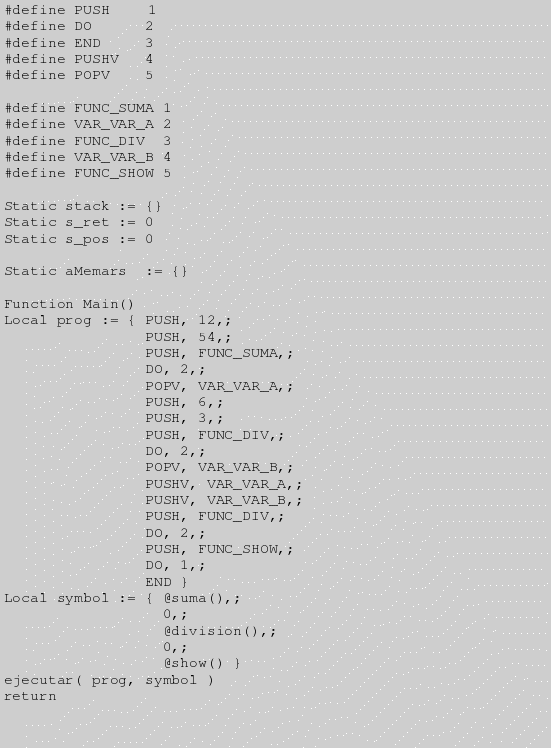 #define PUSH 1
#define DO 2
#define END 3
#define PUSHV 4
#define POPV 5
#define FUNC_SUMA 1
#define VAR_VAR_A 2
#define FUNC_DIV 3
#define VAR_VAR_B 4
#define FUNC_SHOW 5
Static stack := {}
Static s_ret := 0
Static s_pos := 0
Static aMemars := {}
Function Main()
Local prog := { PUSH, 12,;
PUSH, 54,;
PUSH, FUNC_SUMA,;
DO, 2,;
POPV, VAR_VAR_A,;
PUSH, 6,;
PUSH, 3,;
PUSH, FUNC_DIV,;
DO, 2,;
POPV, VAR_VAR_B,;
PUSHV, VAR_VAR_A,;
PUSHV, VAR_VAR_B,;
PUSH, FUNC_DIV,;
DO, 2,;
PUSH, FUNC_SHOW,;
DO, 1,;
END }
Local symbol := { @suma(),;
0,;
@division(),;
0,;
@show() }
ejecutar( prog, symbol )
return